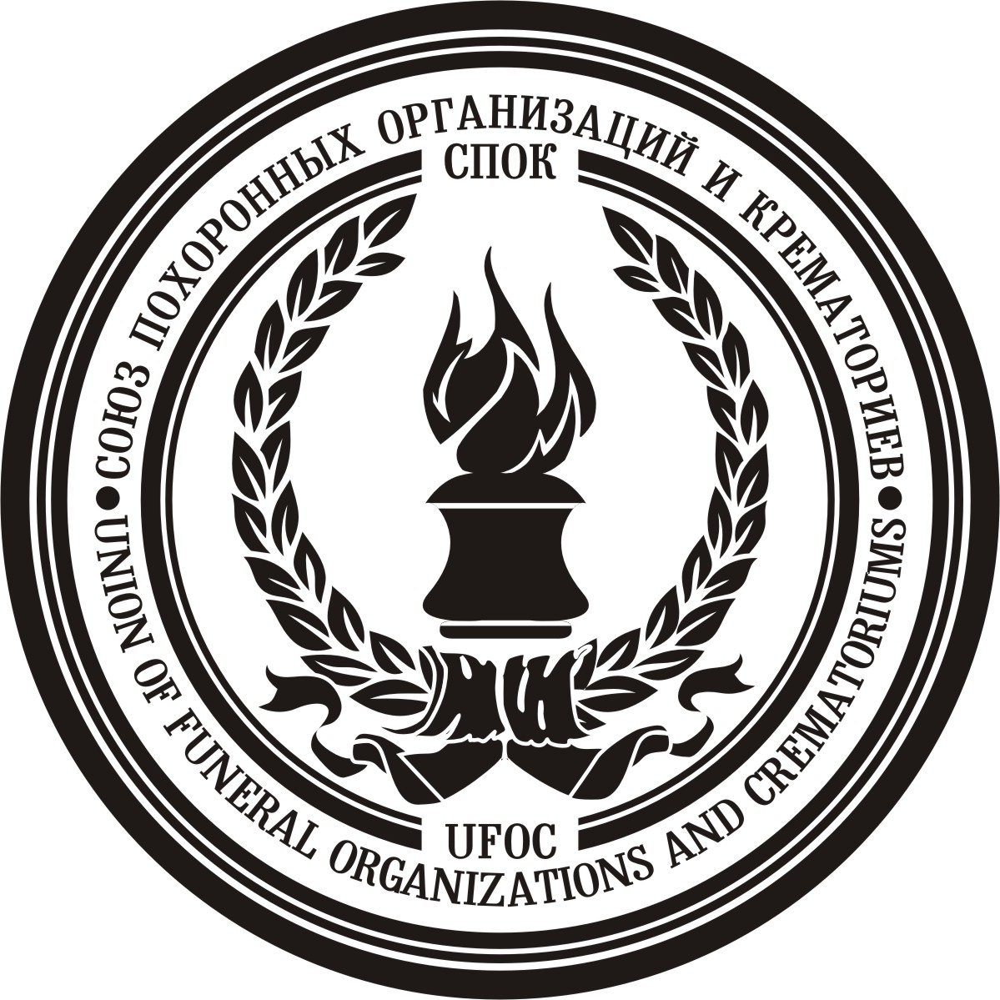 СОЮЗ ПОХОРОННЫХ ОРГАНИЗАЦИЙ И КРЕМАТОРИЕВ
СПОК
UFOC
UNION OF FUNERAL ORGANIZATIONS AND CREMATORIUMS